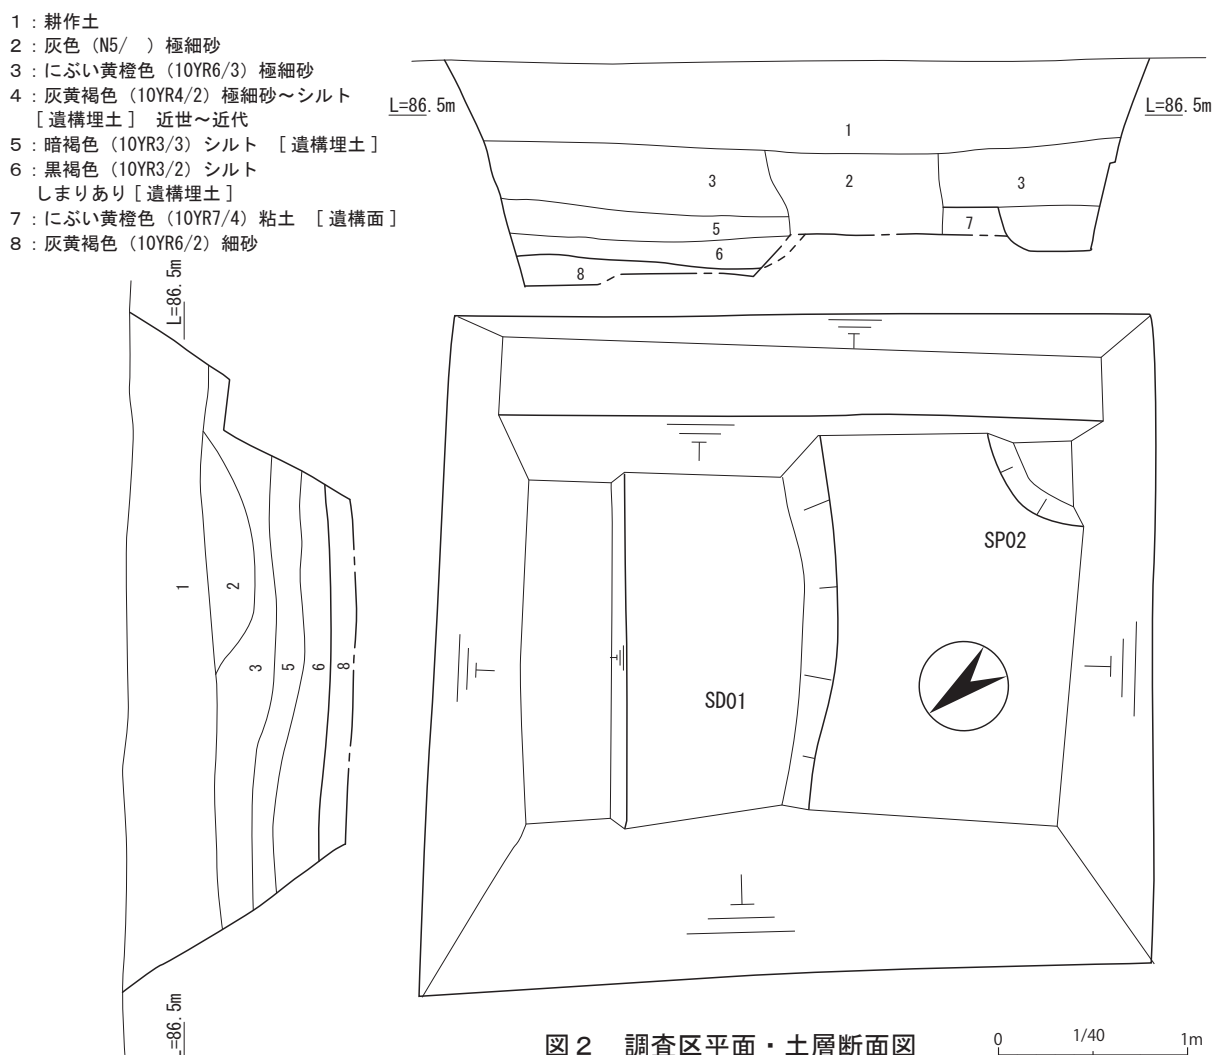 1：耕作土
2：灰色（N5/　）極細砂
3：にぶい黄橙色（10YR6/3）極細砂
4：灰黄褐色（10YR4/2）極細砂～シルト
［遺構埋土］　近世～近代
5：暗褐色（10YR3/3）シルト　［遺構埋土］
6：黒褐色（10YR3/2）シルト
しまりあり［遺構埋土］
7：にぶい黄橙色（10YR7/4）粘土　［遺構面］
8：灰黄褐色（10YR6/2）細砂
L=86.5m
L=86.5m
1
3
2
3
5
7
6
8
L=86.5m
1
2
3
5
6
8
L=86.5m
SP02
SD01
図2　調査区平面・土層断面図
0
1/40
1m